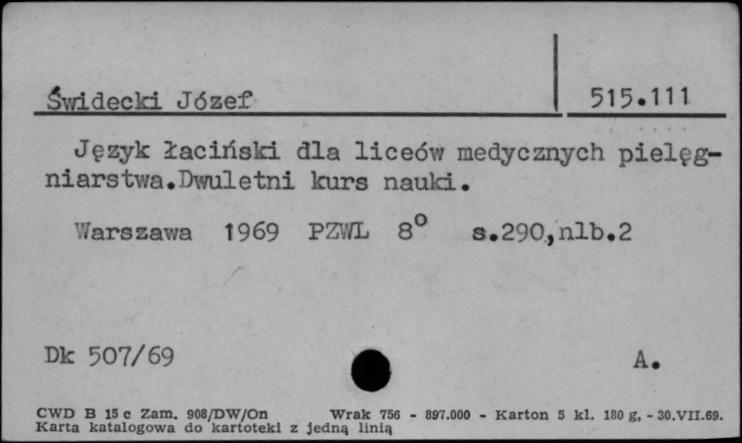 Świdecki Józef 515.111
Język łaciński dla liceów medycznych pielęg-
niarstwa.Dwuletni kurs nauki.
Warszawa 1969 PZWL 8° s.290,nlb.2
Dk 507/69 A.
CWD B 15 c Zam. 908/DW/On Wrak 756 - 897.000 - Karton 5 kl. 180 g, - 30.VII.69.
Karta katalogowa do kartoteki z jedną linią